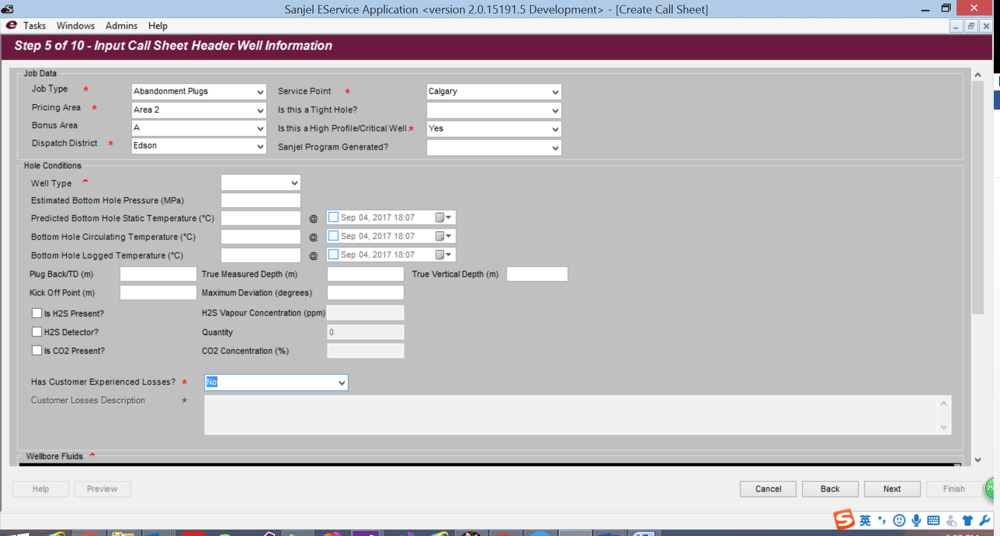 Sanjel EService Application <version 2.0.15191.5 Development> - [Create Call Sheet]
Tasks Windows Admins Help
Step 5 of 10 - Input Call Sheet Header Well Information
Job Data
Job Type * Abandonment Plugs Service Point * Calgary
Pricing Area * Area 2 Is this a Tight Hole?
Bonus Area A Is this a High Profile/Critical Well * Yes
Dispatch District * Edson Sanjel Program Generated?
Hole Conditions
Well Type ^
Estimated Bottom Hole Pressure (MPa)
Predicted Bottom Hole Static Temperature (°C) @ Sep 04, 2017 18:07
Bottom Hole Circulating Temperature (°C) @ Sep 04, 2017 18:07
Bottom Hole Logged Temperature (°C) @ Sep 04, 2017 18:07
Plug Back/TD (m) True Measured Depth (m) True Vertical Depth (m)
Kick Off Point (m) Maximum Deviation (degrees)
Is H2S Present? H2S Vapour Concentration (ppm)
H2S Detector? Quantity 0
Is CO2 Present? CO2 Concentration (%)
Has Customer Experienced Losses? * No
Customer Losses Description *
Wellbore Fluids ^
Help Preview Cancel Back Next Finish
75
英